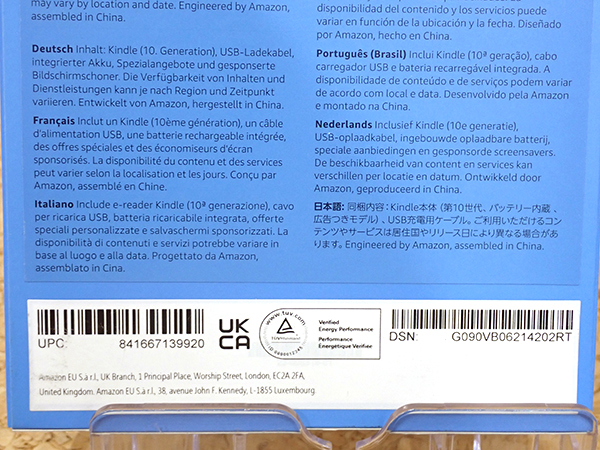 may vary by location and date. Engineered by Amazon,
assembled in China.
Deutsch Inhalt: Kindle (10. Generation), USB-Ladekabel,
integrierter Akku, Spezialangebote und gesponserte
Bildschirmschoner. Die Verfügbarkeit von Inhalten und
Dienstleistungen kann je nach Region und Zeitpunkt
variieren. Entwickelt von Amazon, hergestellt in China.
Français Inclut un Kindle (10ème génération), un câble
d'alimentation USB, une batterie rechargeable intégrée,
des offres spéciales et des économiseurs d'écran
sponsorisés. La disponibilité du contenu et des services
peut varier selon la localisation et les jours. Conçu par
Amazon, assemblé en Chine.
Italiano Include e-reader Kindle (10ª generazione), cavo
per ricarica USB, batteria ricaricabile integrata, offerte
speciali personalizzate e salvaschermi sponsorizzati. La
disponibilità di contenuti e servizi potrebbe variare in
base al luogo e alla data. Progettato da Amazon,
assemblato in Cina.
disponibilidad del contenido y los servicios puede
variar en función de la ubicación y la fecha. Diseñado
por Amazon, hecho en China.
Português (Brasil) Inclui Kindle (10ª geração), cabo
carregador USB e bateria recarregável integrada. A
disponibilidade de conteúdo e de serviços podem variar
de acordo com local e data. Desenvolvido pela Amazon
e montado na China.
Nederlands Inclusief Kindle (10e generatie),
USB-oplaadkabel, ingebouwde oplaadbare batterij,
speciale aanbiedingen en gesponsorde screensavers.
De beschikbaarheid van content en services kan
verschillen per locatie en datum. Ontwikkeld door
Amazon, geproduceerd in China.
日本語: 同梱内容：Kindle本体（第10世代、バッテリー内蔵、
広告つきモデル）、USB充電用ケーブル。ご利用いただけるコン
テンツやサービスは居住国やリリース日により異なる場合があ
ります。Engineered by Amazon, assembled in China.
UPC: 841667139920
UK
CA
www.tuv.com
TÜVRheinland
Verified
Energy Performance
Performance
Énergétique Vérifiée
DSN: G090VB06214202RT
Amazon EU S.à r.l., UK Branch, 1 Principal Place, Worship Street, London, EC2A 2FA,
United Kingdom. Amazon EU S.à r.l., 38, avenue John F. Kennedy, L-1855 Luxembourg.